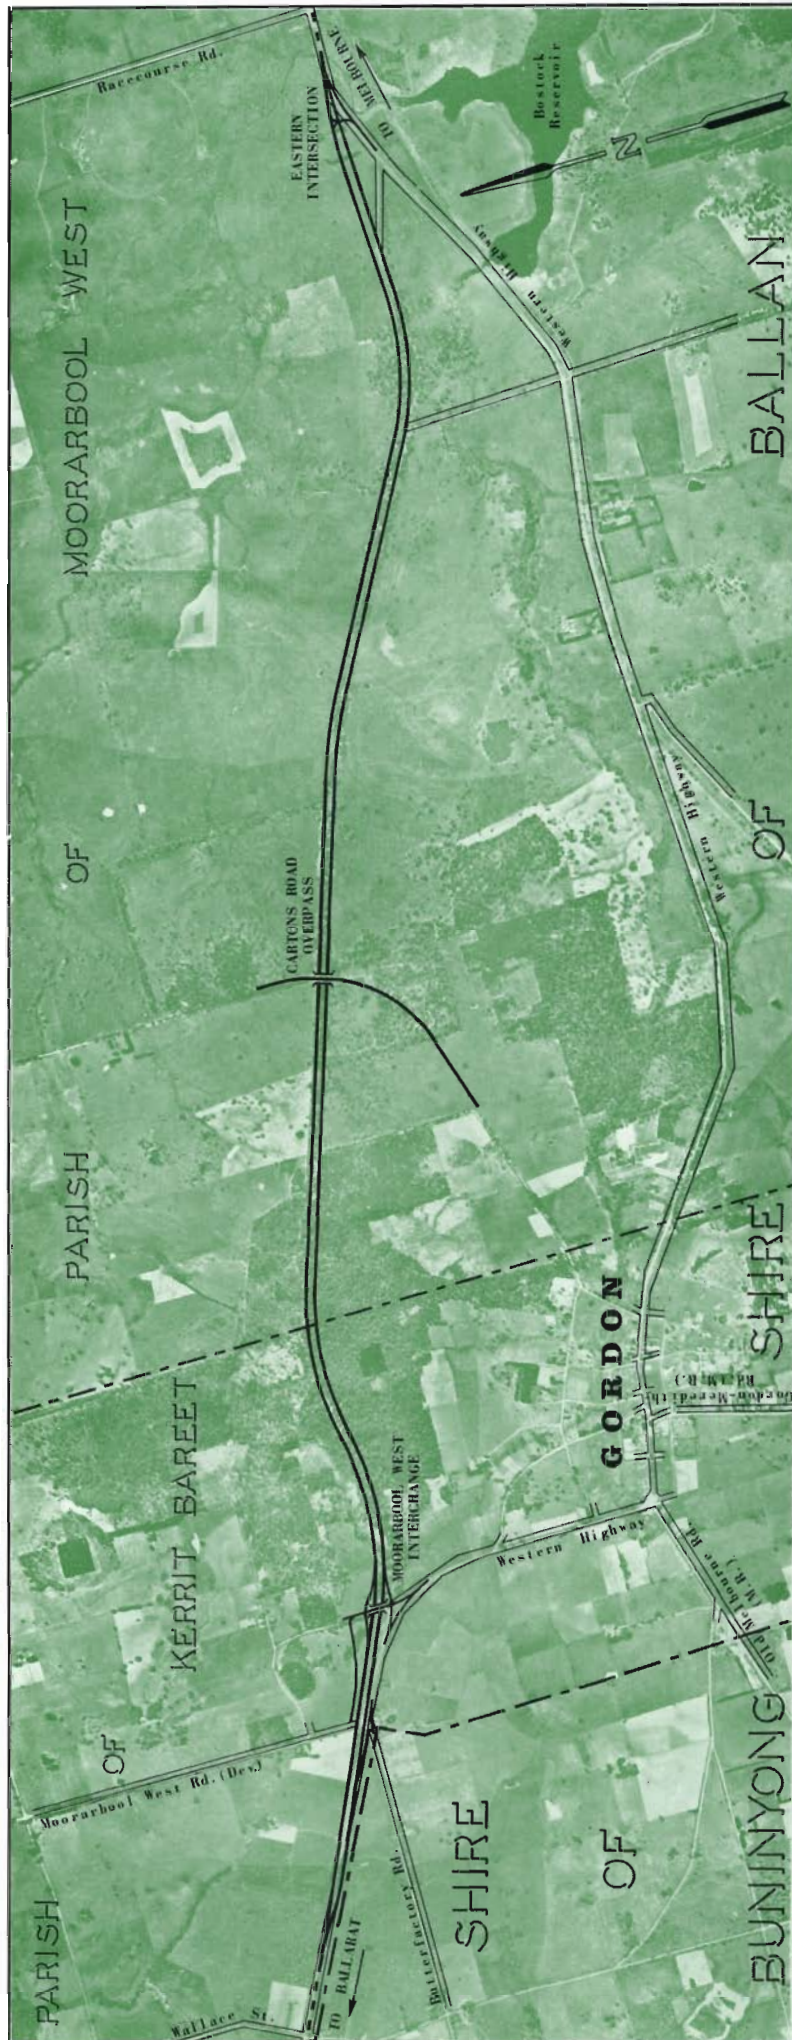 PARISH
OF
KERRIT BAREET
PARISH
OF
MOORARBOOL WEST
Racecourse Rd.
Wallace St.
Moorarbool West Rd. (Dev.)
TO
BALLARAT
Butterfactory Rd.
MOORARBOOL WEST
INTERCHANGE
CARTONS ROAD
OVERPASS
EASTERN
INTERSECTION
TO
MELBOURNE
Bostock
Reservoir
N
Western Highway
Western Highway
Western Highway
GORDON
Gordon-Meredith
Rd. (M.R.)
Old Melbourne Rd.
(M.R.)
SHIRE
OF
BUNINYONG
SHIRE
OF
BALLAN